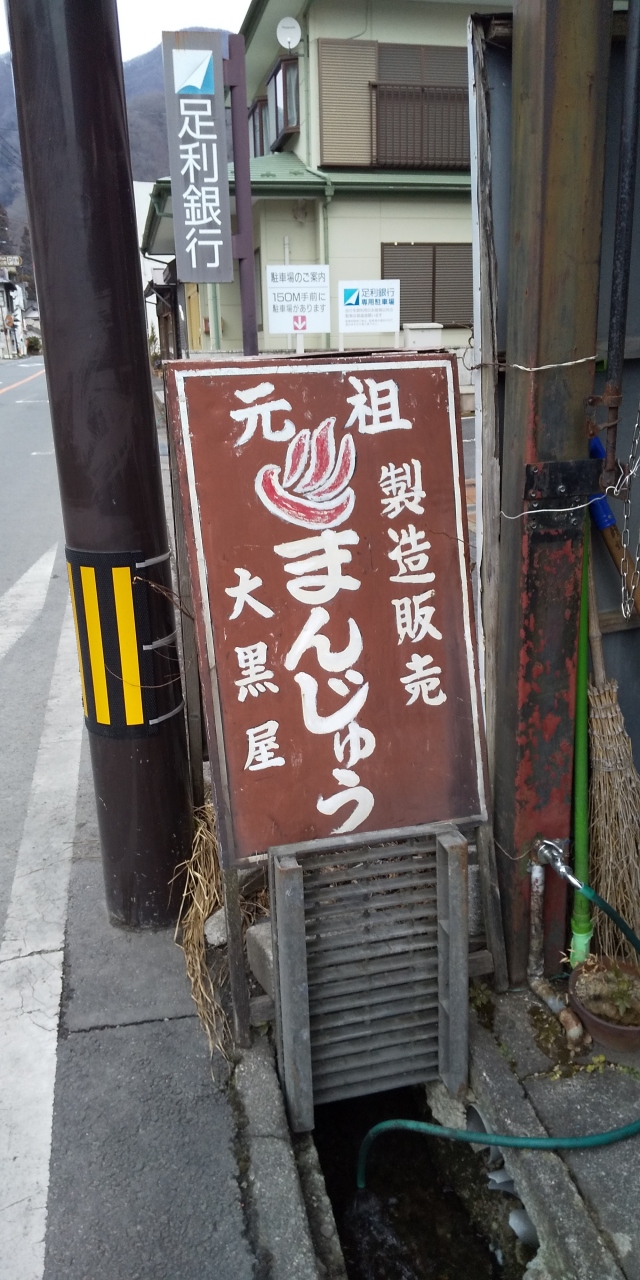 足利銀行
駐車場のご案内
150M手前に
駐車場があります
足利銀行
専用駐車場
元祖
製造販売
まんじゅう
大黒屋